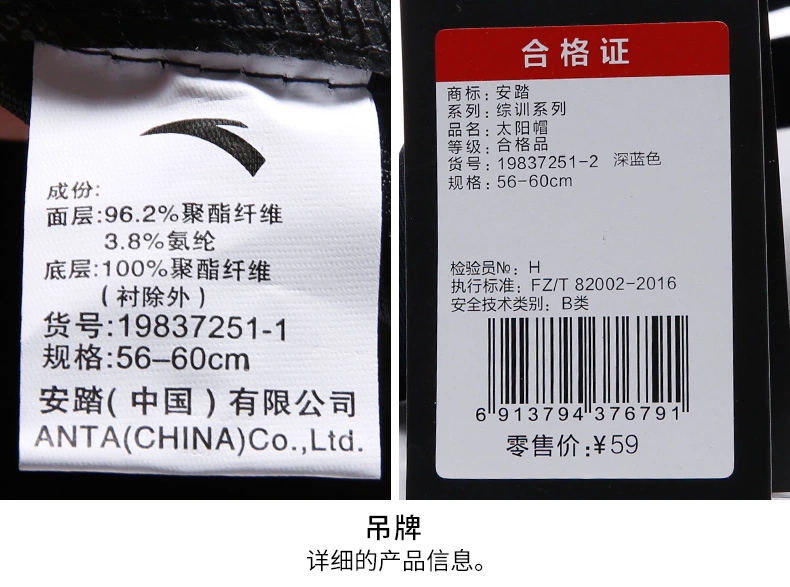 成份:
面层:96.2%聚酯纤维
3.8%氨纶
底层:100%聚酯纤维
(衬除外)
货号:19837251-1
规格:56-60cm
安踏(中国)有限公司
ANTA(CHINA)Co.,Ltd.
合格证
商标:安踏
系列:综训系列
品名:太阳帽
等级:合格品
货号:19837251-2 深蓝色
规格:56-60cm
检验员№: H
执行标准: FZ/T 82002-2016
安全技术类别: B类
6 913794 376791
零售价:¥59
吊牌
详细的产品信息。